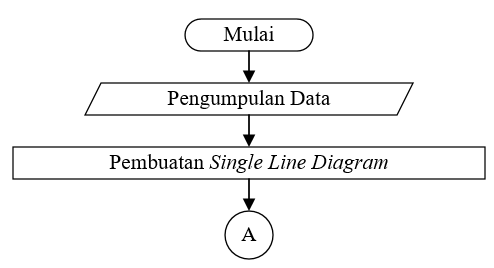 Mulai
Pengumpulan Data
Pembuatan Single Line Diagram
A